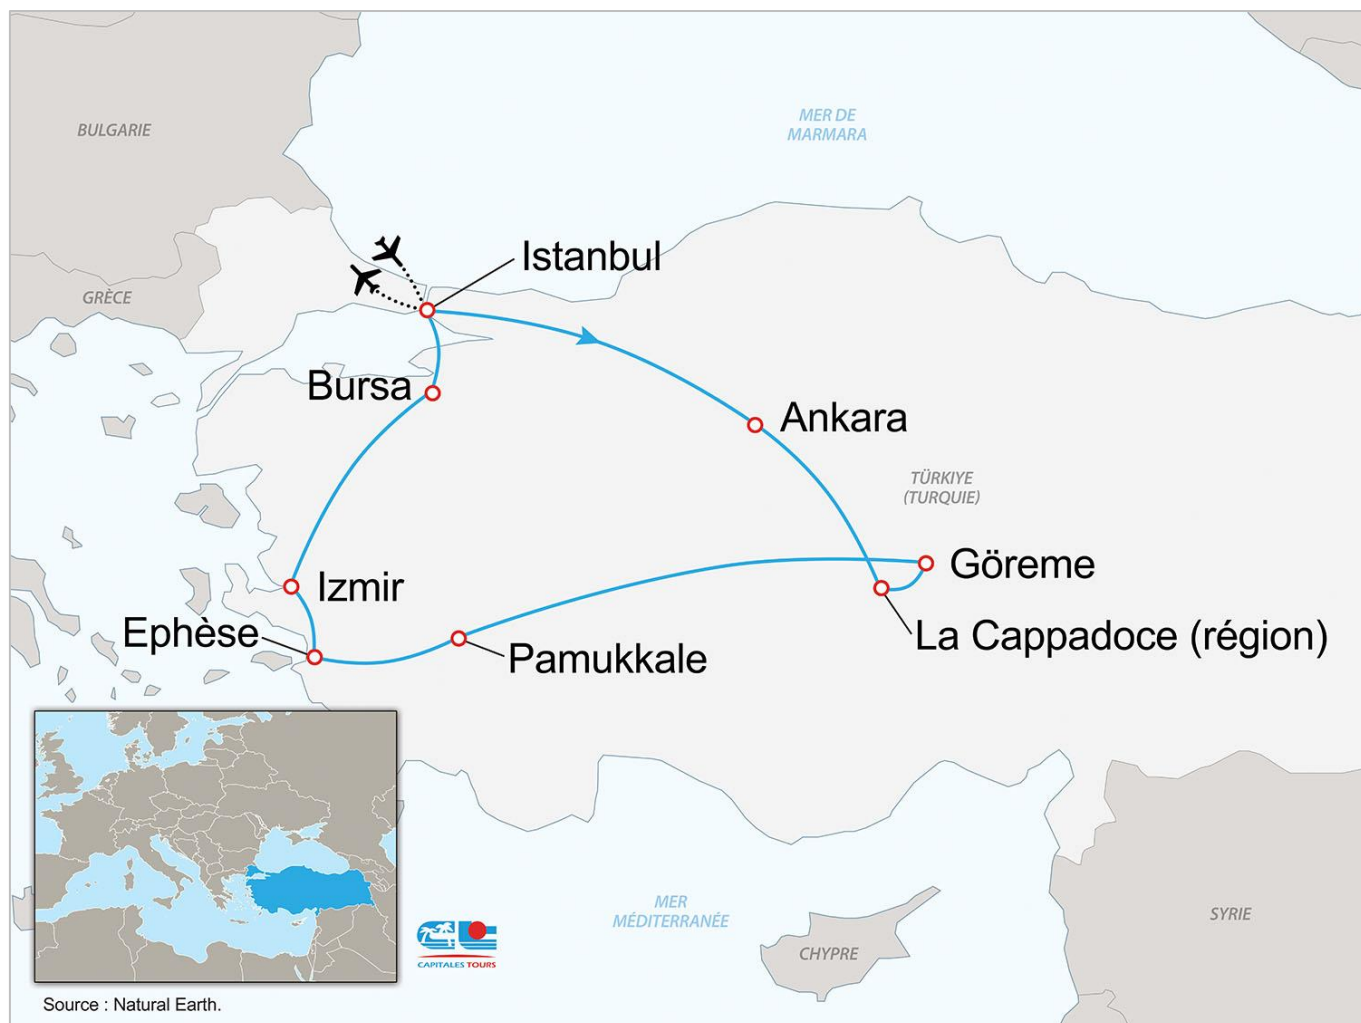 BULGARIE
MER DE
MARMARA
Istanbul
GRÈCE
Bursa
Ankara
TÜRKIYE
(TURQUIE)
Göreme
Izmir
Ephèse
La Cappadoce (région)
Pamukkale
MER
MÉDITERRANÉE
SYRIE
CHYPRE
CAPITALES TOURS
Source : Natural Earth.